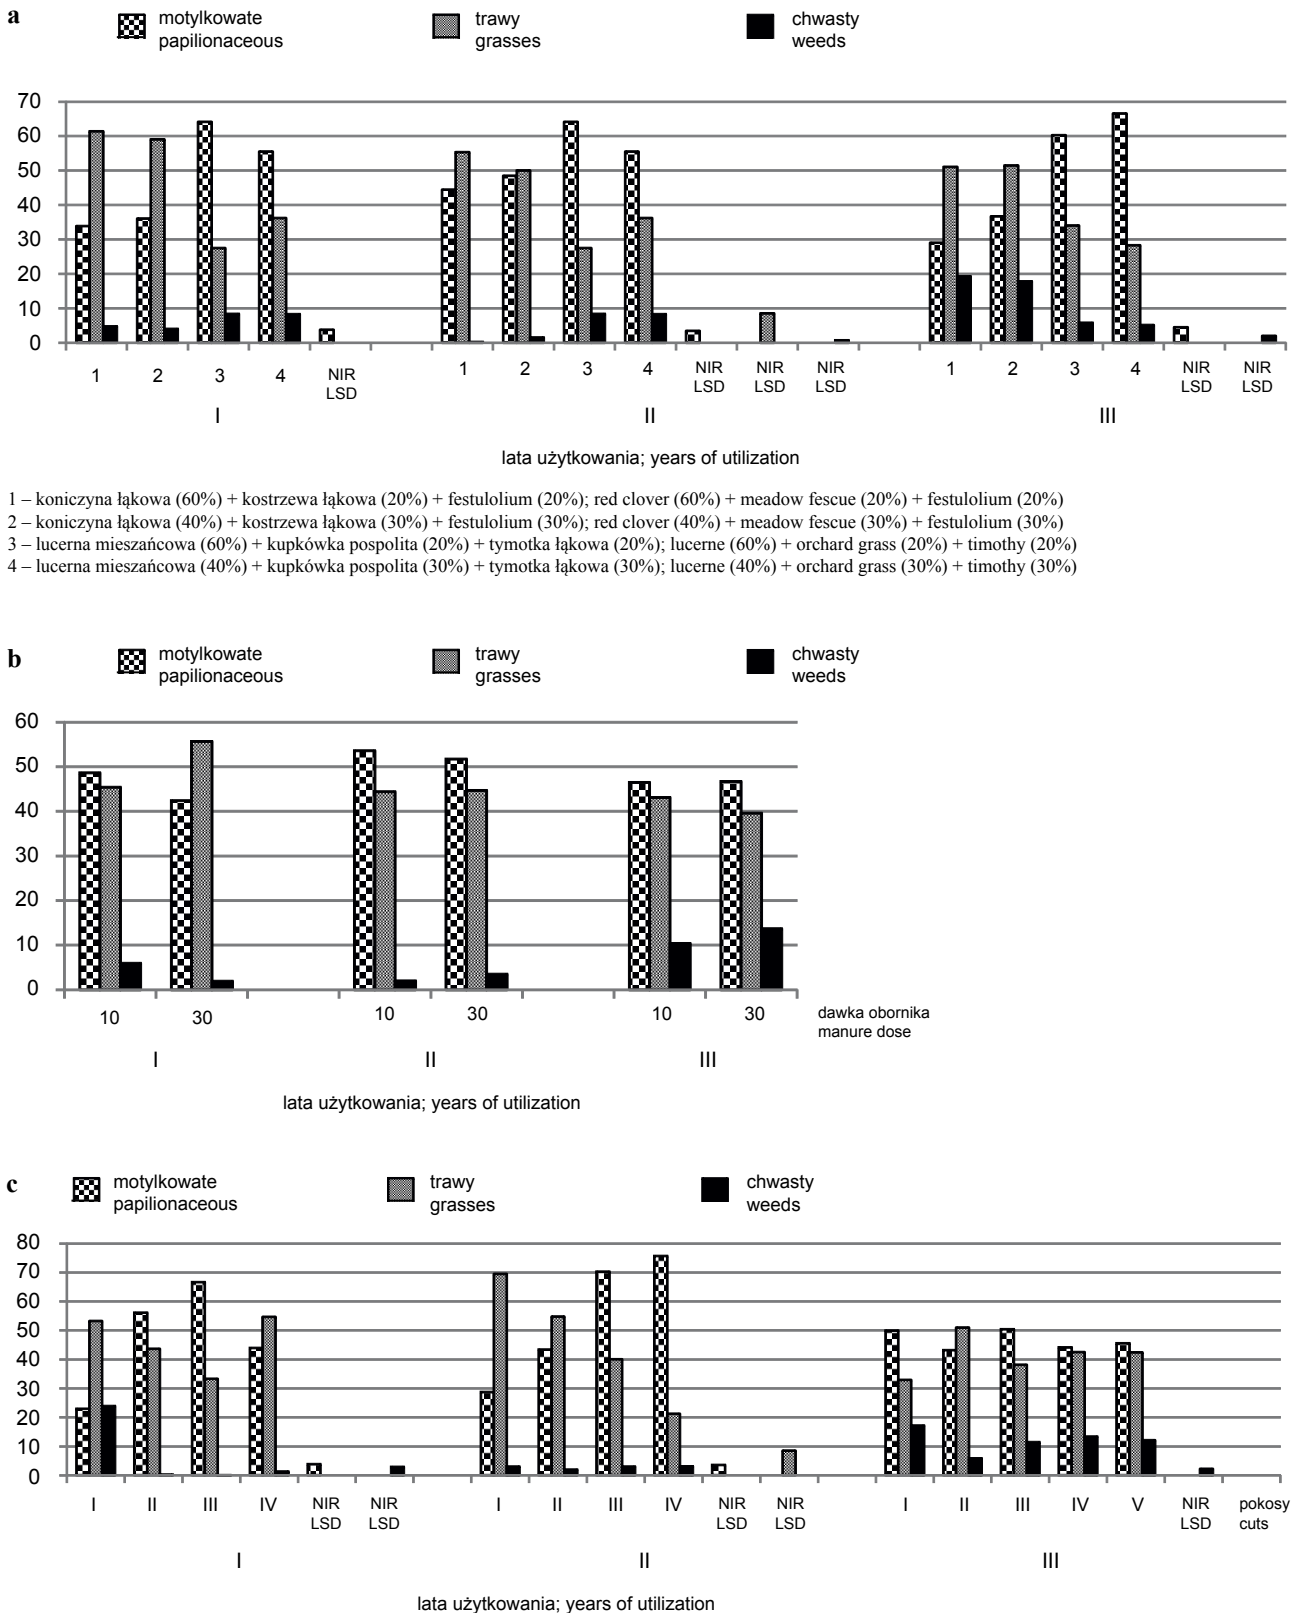 a
motylkowate
papilionaceous
trawy
grasses
chwasty
weeds
70
60
50
40
30
20
10
0
1 2 3 4 NIR LSD 1 2 3 4 NIR LSD NIR LSD NIR LSD 1 2 3 4 NIR LSD NIR LSD
I II III
lata użytkowania; years of utilization
1 – koniczyna łąkowa (60%) + kostrzewa łąkowa (20%) + festulolium (20%); red clover (60%) + meadow fescue (20%) + festulolium (20%)
2 – koniczyna łąkowa (40%) + kostrzewa łąkowa (30%) + festulolium (30%); red clover (40%) + meadow fescue (30%) + festulolium (30%)
3 – lucerna mieszańcowa (60%) + kupkówka pospolita (20%) + tymotka łąkowa (20%); lucerne (60%) + orchard grass (20%) + timothy (20%)
4 – lucerna mieszańcowa (40%) + kupkówka pospolita (30%) + tymotka łąkowa (30%); lucerne (40%) + orchard grass (30%) + timothy (30%)
b
motylkowate
papilionaceous
trawy
grasses
chwasty
weeds
60
50
40
30
20
10
0
10 30 10 30 10 30
dawka obornika
manure dose
I II III
lata użytkowania; years of utilization
c
motylkowate
papilionaceous
trawy
grasses
chwasty
weeds
80
70
60
50
40
30
20
10
0
I II III IV NIR LSD NIR LSD I II III IV NIR LSD NIR LSD I II III IV V NIR LSD
pokosy
cuts
I II III
lata użytkowania; years of utilization